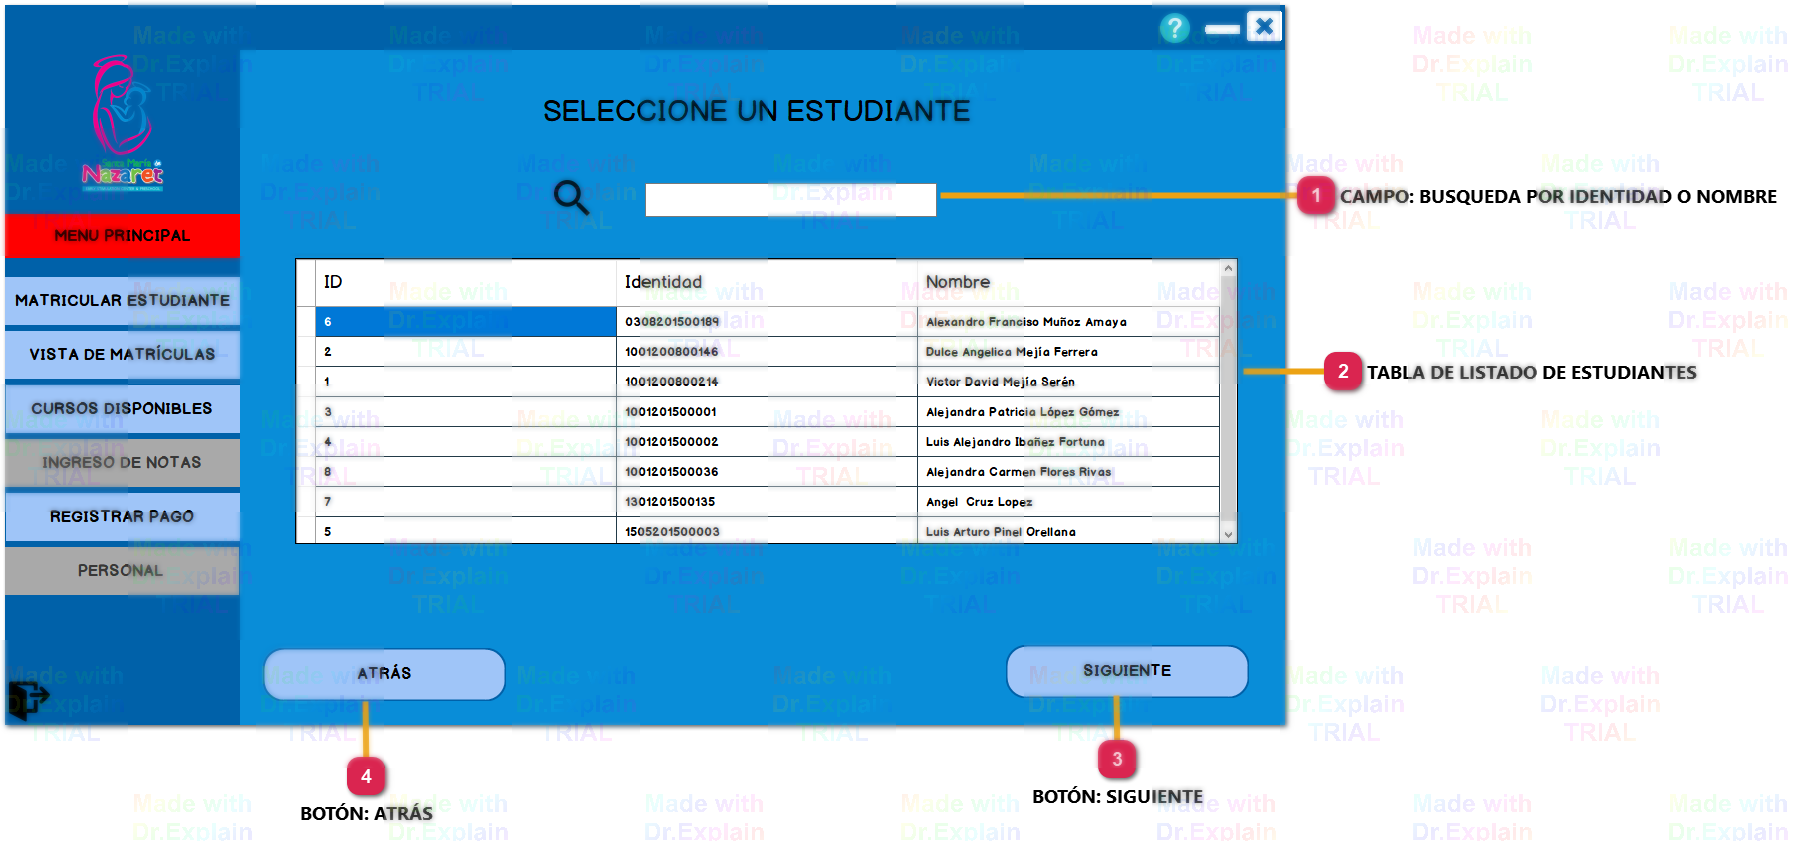 SELECCIONE UN ESTUDIANTE
Santa María de
Nazaret
MENU PRINCIPAL
MATRICULAR ESTUDIANTE
VISTA DE MATRÍCULAS
CURSOS DISPONIBLES
INGRESO DE NOTAS
REGISTRAR PAGO
PERSONAL
1 CAMPO: BUSQUEDA POR IDENTIDAD O NOMBRE
ID Identidad Nombre
6 0308201500189 Alexandro Franciso Muñoz Amaya
2 1001200800146 Dulce Angelica Mejía Ferrera
1 1001200800214 Victor David Mejía Serén
3 1001201500001 Alejandra Patricia López Gómez
4 1001201500002 Luis Alejandro Ibañez Fortuna
8 1001201500036 Alejandra Carmen Flores Rivas
7 1301201500135 Angel Cruz Lopez
5 1505201500003 Luis Arturo Pinel Orellana
2 TABLA DE LISTADO DE ESTUDIANTES
ATRÁS
SIGUIENTE
4
BOTÓN: ATRÁS
3
BOTÓN: SIGUIENTE
Made with
Dr.Explain
TRIAL